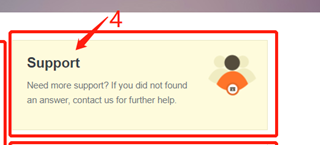 4
Support
Need more support? If you did not found
an answer, contact us for further help.